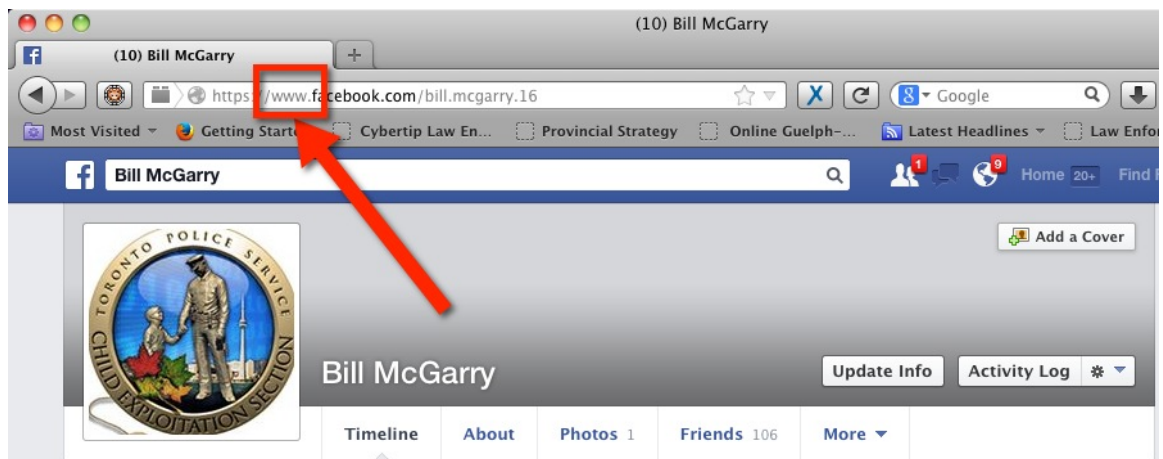 (10) Bill McGarry
(10) Bill McGarry
https://www.facebook.com/bill.mcgarry.16
Google
Most Visited Getting Starte Cybertip Law En... Provincial Strategy Online Guelph-... Latest Headlines Law Enfor
Bill McGarry 1 9 Home 20+ Find F
Add a Cover
TORONTO POLICE SERVICE
CHILD EXPLOITATION SECTION
Bill McGarry
Update Info Activity Log
Timeline About Photos 1 Friends 106 More